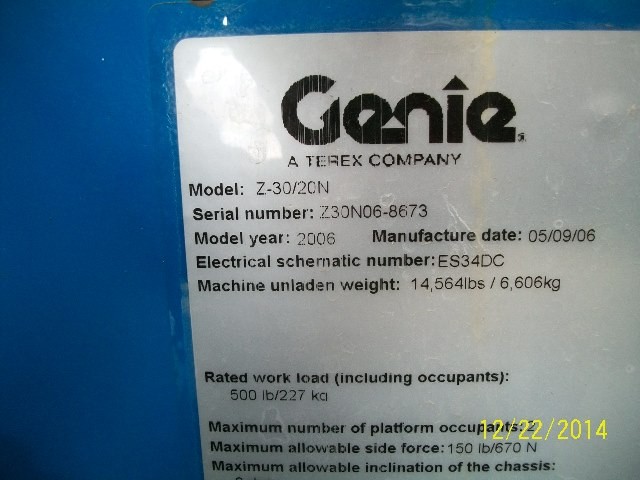 Genie
A TEREX COMPANY
Model: Z-30/20N
Serial number: Z30N06-8673
Model year: 2006 Manufacture date: 05/09/06
Electrical schematic number: ES34DC
Machine unladen weight: 14,564lbs / 6,606kg
Rated work load (including occupants):
500 lb/227 kg
Maximum number of platform occupants: 2
12/22/2014
Maximum allowable side force: 150 lb/670 N
Maximum allowable inclination of the chassis: